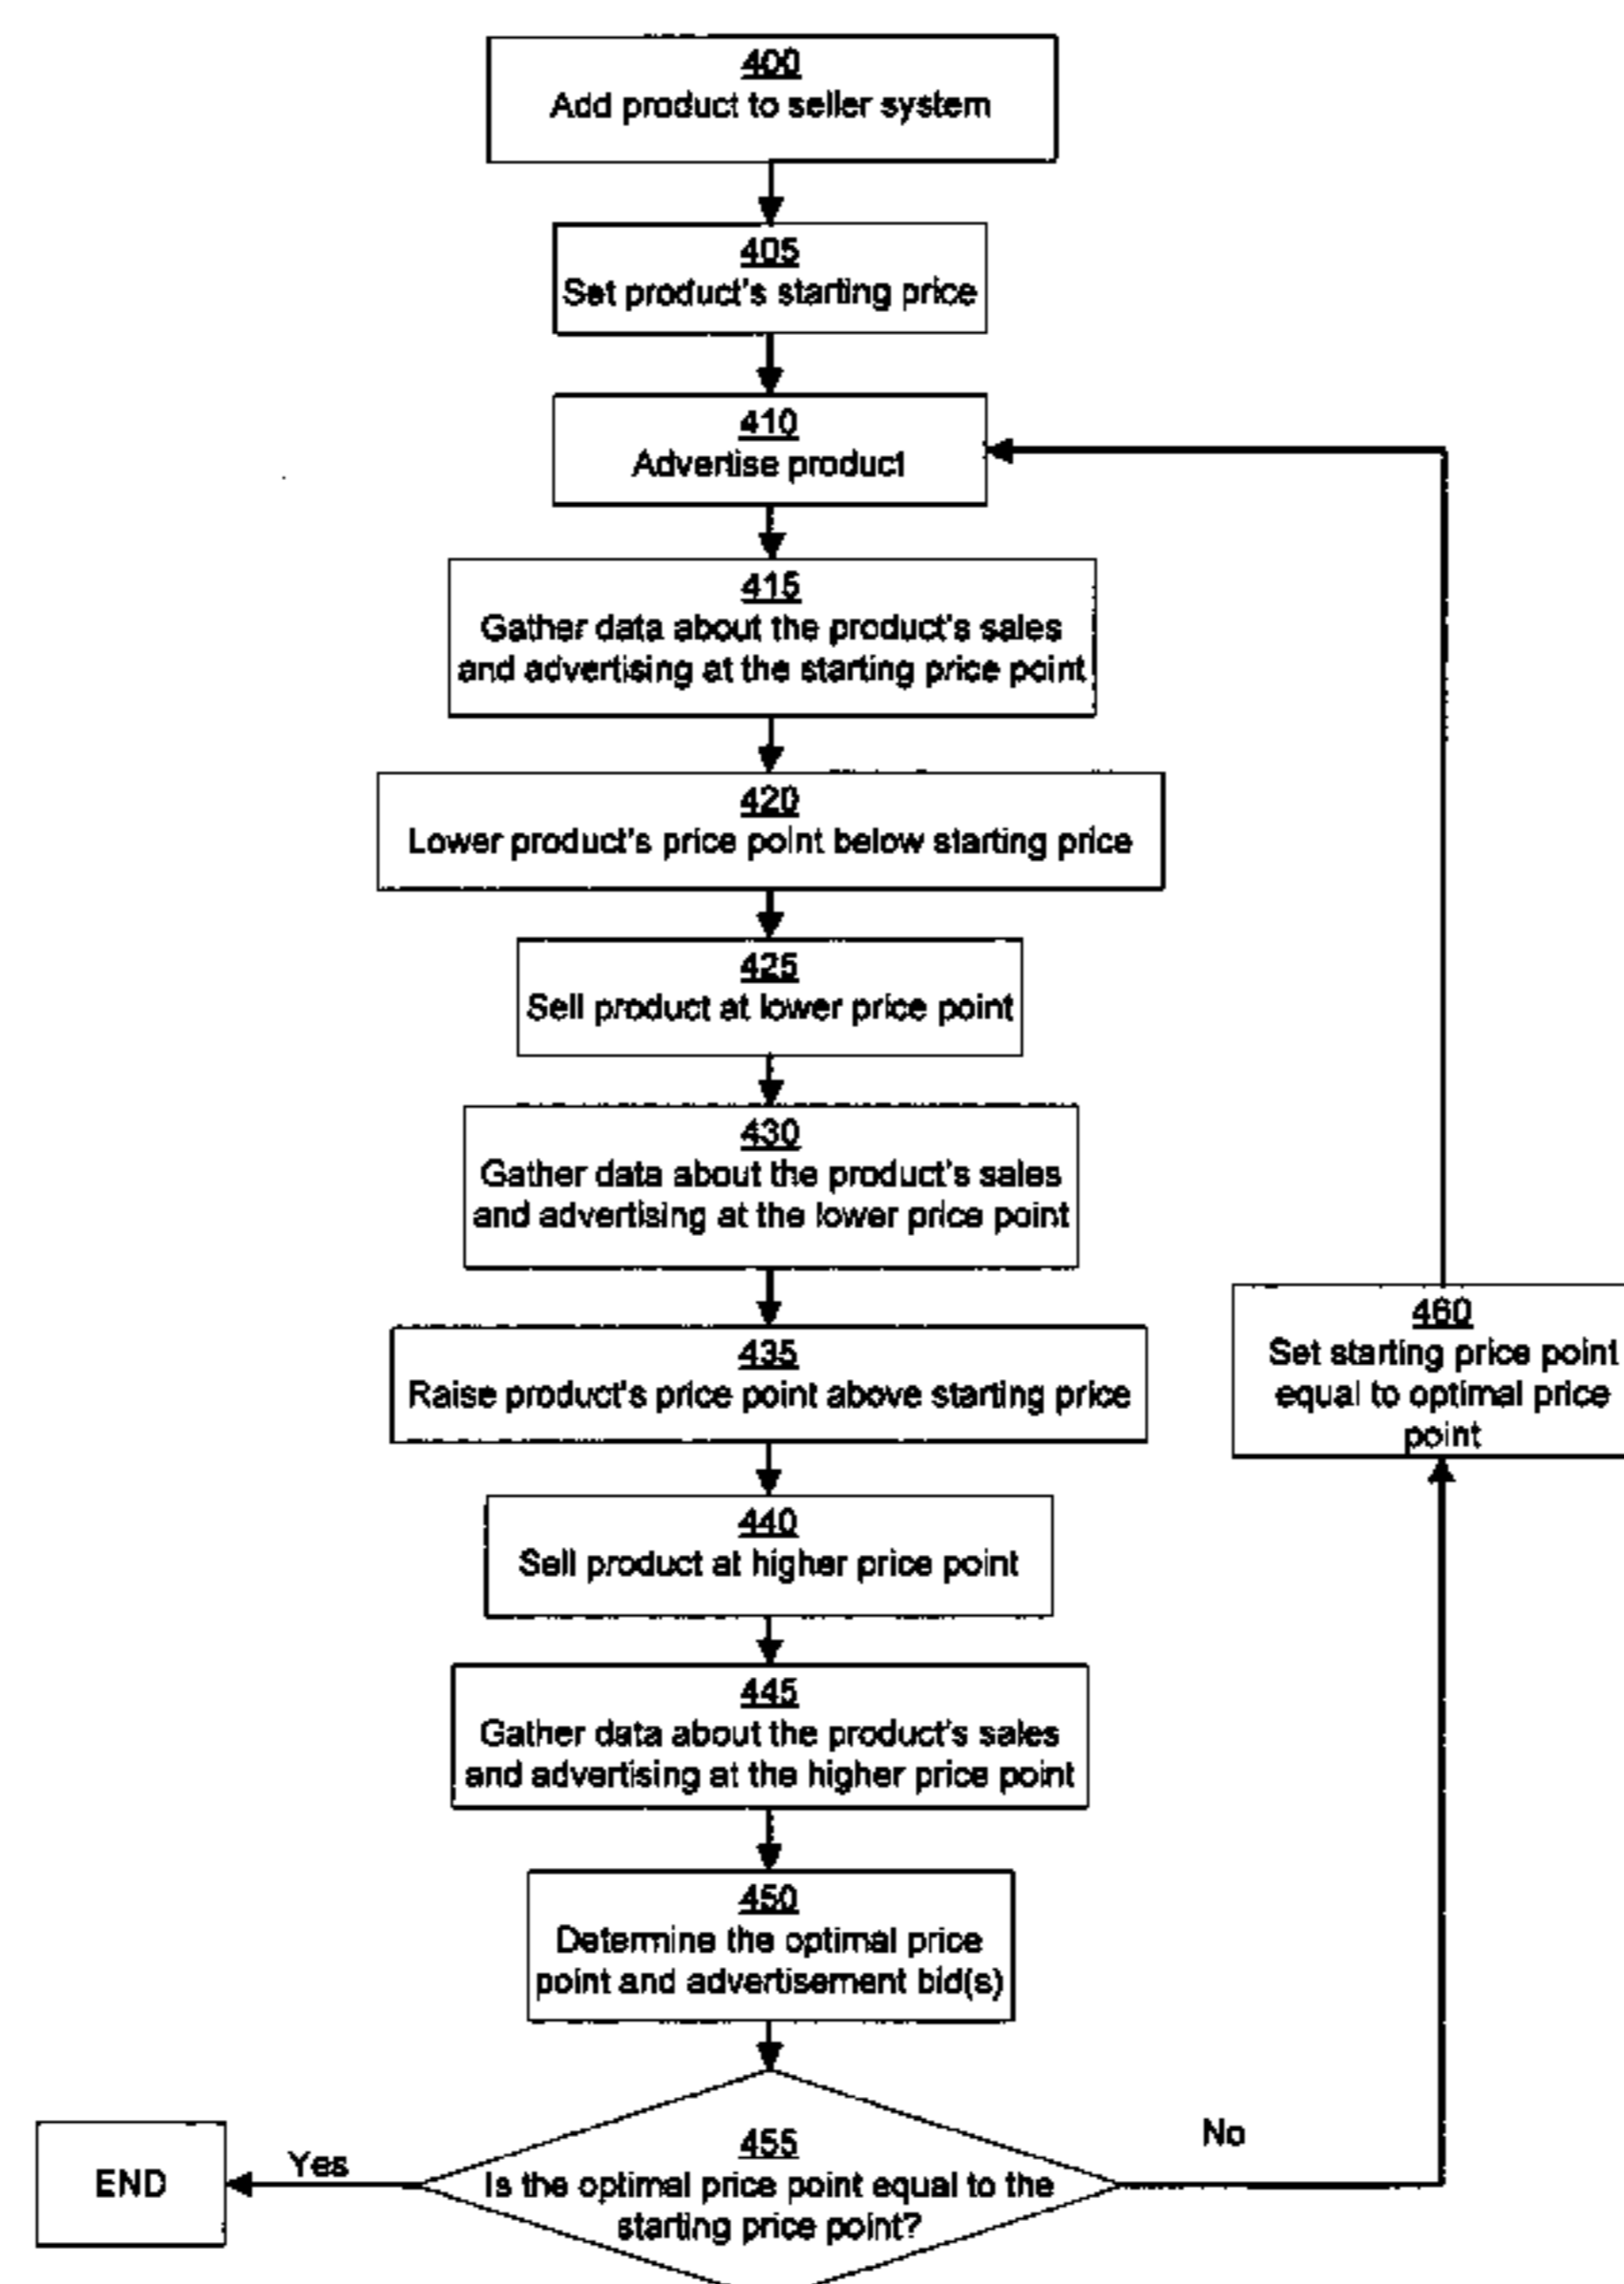 400
Add product to seller system
405
Set product's starting price
410
Advertise product
415
Gather data about the product's sales
and advertising at the starting price point
420
Lower product's price point below starting price
425
Sell product at lower price point
430
Gather data about the product's sales
and advertising at the lower price point
435
Raise product's price point above starting price
440
Sell product at higher price point
445
Gather data about the product's sales
and advertising at the higher price point
450
Determine the optimal price
point and advertisement bid(s)
455
Is the optimal price point equal to the
starting price point?
Yes
END
No
460
Set starting price point
equal to optimal price
point